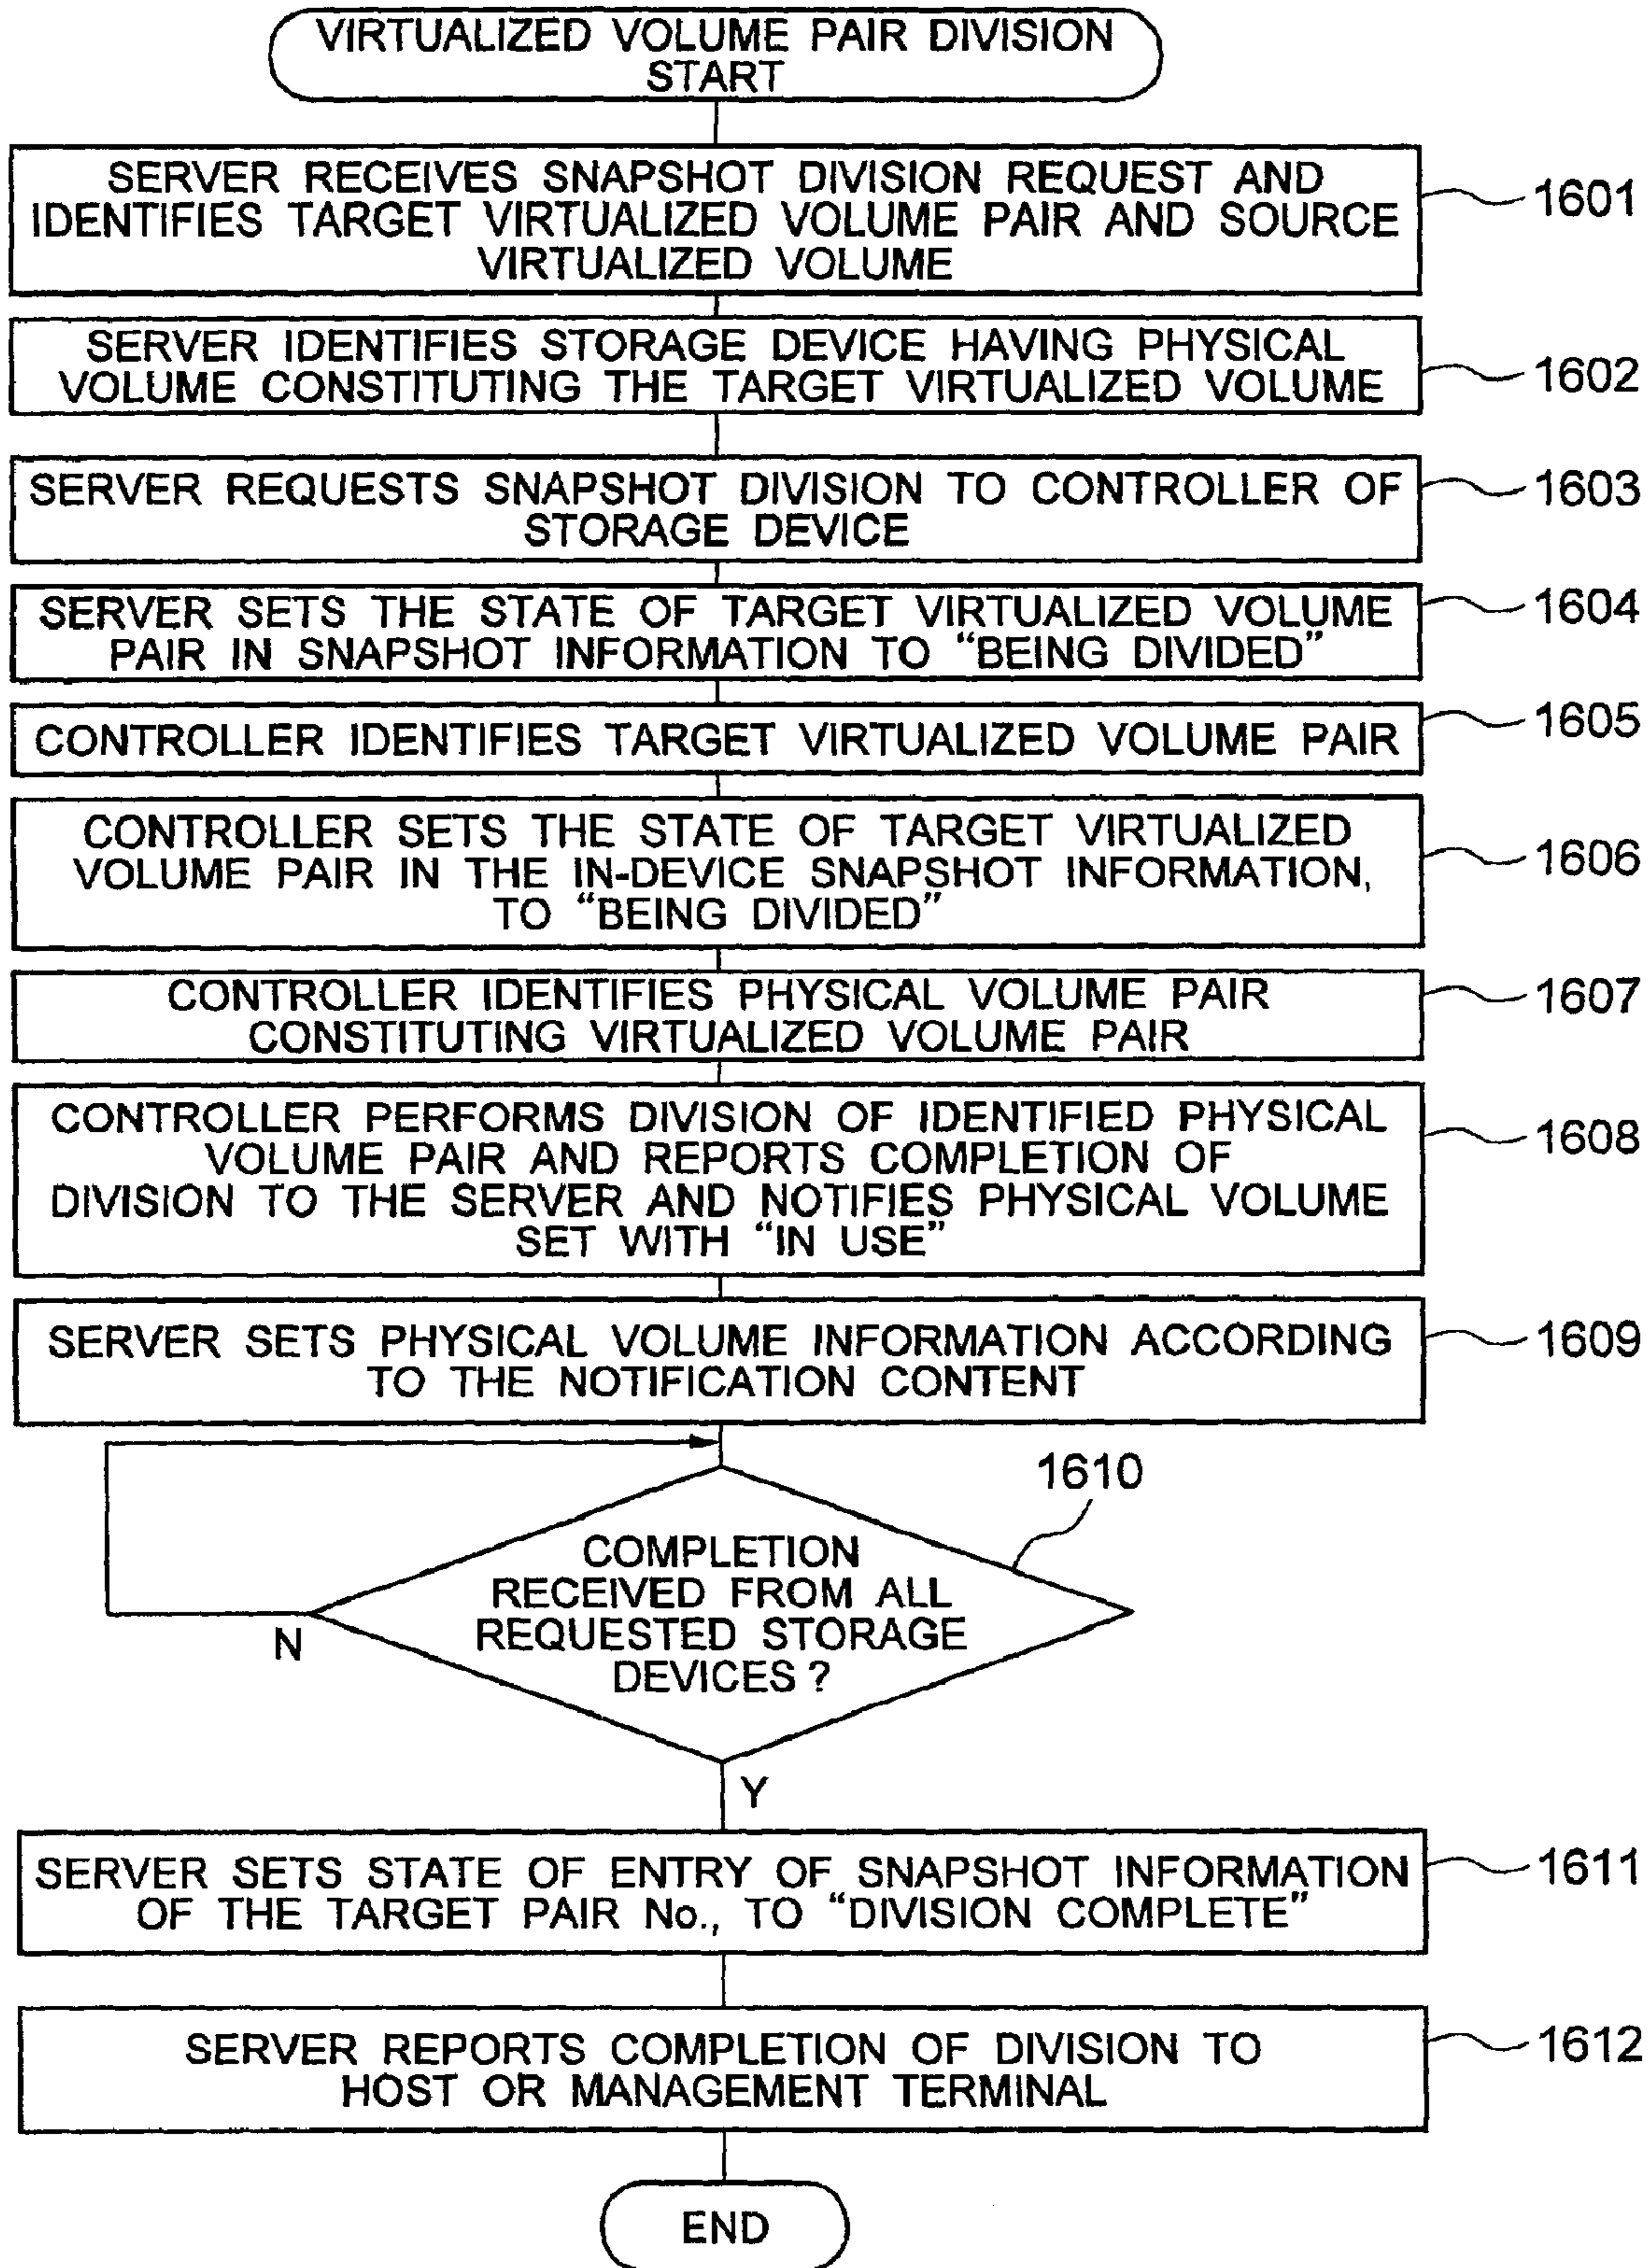 VIRTUALIZED VOLUME PAIR DIVISION
START
SERVER RECEIVES SNAPSHOT DIVISION REQUEST AND
IDENTIFIES TARGET VIRTUALIZED VOLUME PAIR AND SOURCE
VIRTUALIZED VOLUME
1601
SERVER IDENTIFIES STORAGE DEVICE HAVING PHYSICAL
VOLUME CONSTITUTING THE TARGET VIRTUALIZED VOLUME
1602
SERVER REQUESTS SNAPSHOT DIVISION TO CONTROLLER OF
STORAGE DEVICE
1603
SERVER SETS THE STATE OF TARGET VIRTUALIZED VOLUME
PAIR IN SNAPSHOT INFORMATION TO “BEING DIVIDED”
1604
CONTROLLER IDENTIFIES TARGET VIRTUALIZED VOLUME PAIR
1605
CONTROLLER SETS THE STATE OF TARGET VIRTUALIZED
VOLUME PAIR IN THE IN-DEVICE SNAPSHOT INFORMATION,
TO “BEING DIVIDED”
1606
CONTROLLER IDENTIFIES PHYSICAL VOLUME PAIR
CONSTITUTING VIRTUALIZED VOLUME PAIR
1607
CONTROLLER PERFORMS DIVISION OF IDENTIFIED PHYSICAL
VOLUME PAIR AND REPORTS COMPLETION OF
DIVISION TO THE SERVER AND NOTIFIES PHYSICAL VOLUME
SET WITH “IN USE”
1608
SERVER SETS PHYSICAL VOLUME INFORMATION ACCORDING
TO THE NOTIFICATION CONTENT
1609
1610
COMPLETION
RECEIVED FROM ALL
REQUESTED STORAGE
DEVICES ?
N
Y
SERVER SETS STATE OF ENTRY OF SNAPSHOT INFORMATION
OF THE TARGET PAIR No., TO “DIVISION COMPLETE”
1611
SERVER REPORTS COMPLETION OF DIVISION TO
HOST OR MANAGEMENT TERMINAL
1612
END